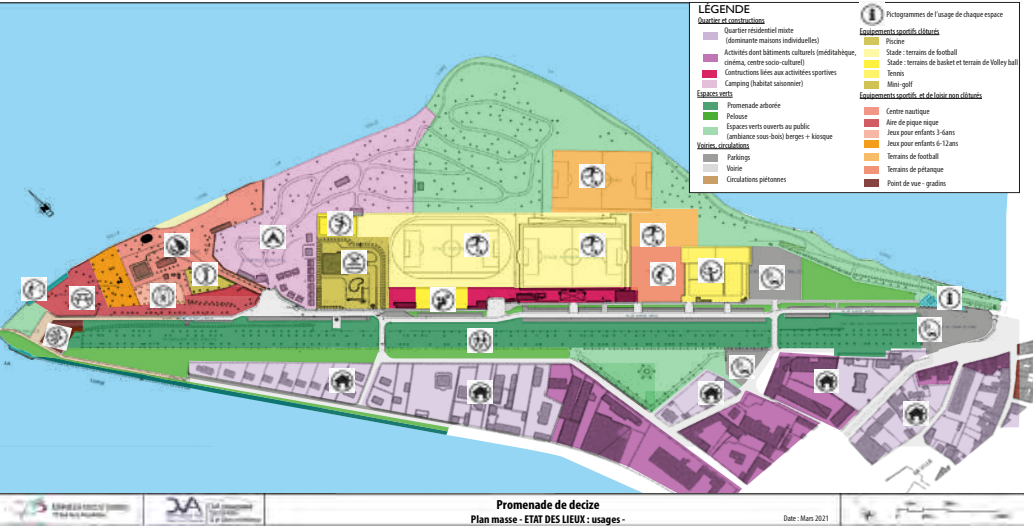 LÉGENDE
Quartier et constructions
Quartier résidentiel mixte
(dominante maisons individuelles)
Activités dont bâtiments culturels (méditahèque,
cinéma, centre socio-culturel)
Contructions liées aux activitées sportives
Camping (habitat saisonnier)
Espaces verts
Promenade arborée
Pelouse
Espaces verts ouverts au public
(ambiance sous-bois) berges + kiosque
Voiries, circulations
Parkings
Voirie
Circulations piétonnes
Pictogrammes de l'usage de chaque espace
Equipements sportifs clôturés
Piscine
Stade : terrains de football
Stade : terrains de basket et terrain de Volley ball
Tennis
Mini-golf
Equipements sportifs et de loisir non clôturés
Centre nautique
Aire de pique nique
Jeux pour enfants 3-6ans
Jeux pour enfants 6-12ans
Terrains de football
Terrains de pétanque
Point de vue - gradins
DVA
Promenade de decize
Plan masse - ETAT DES LIEUX : usages -
Date : Mars 2021